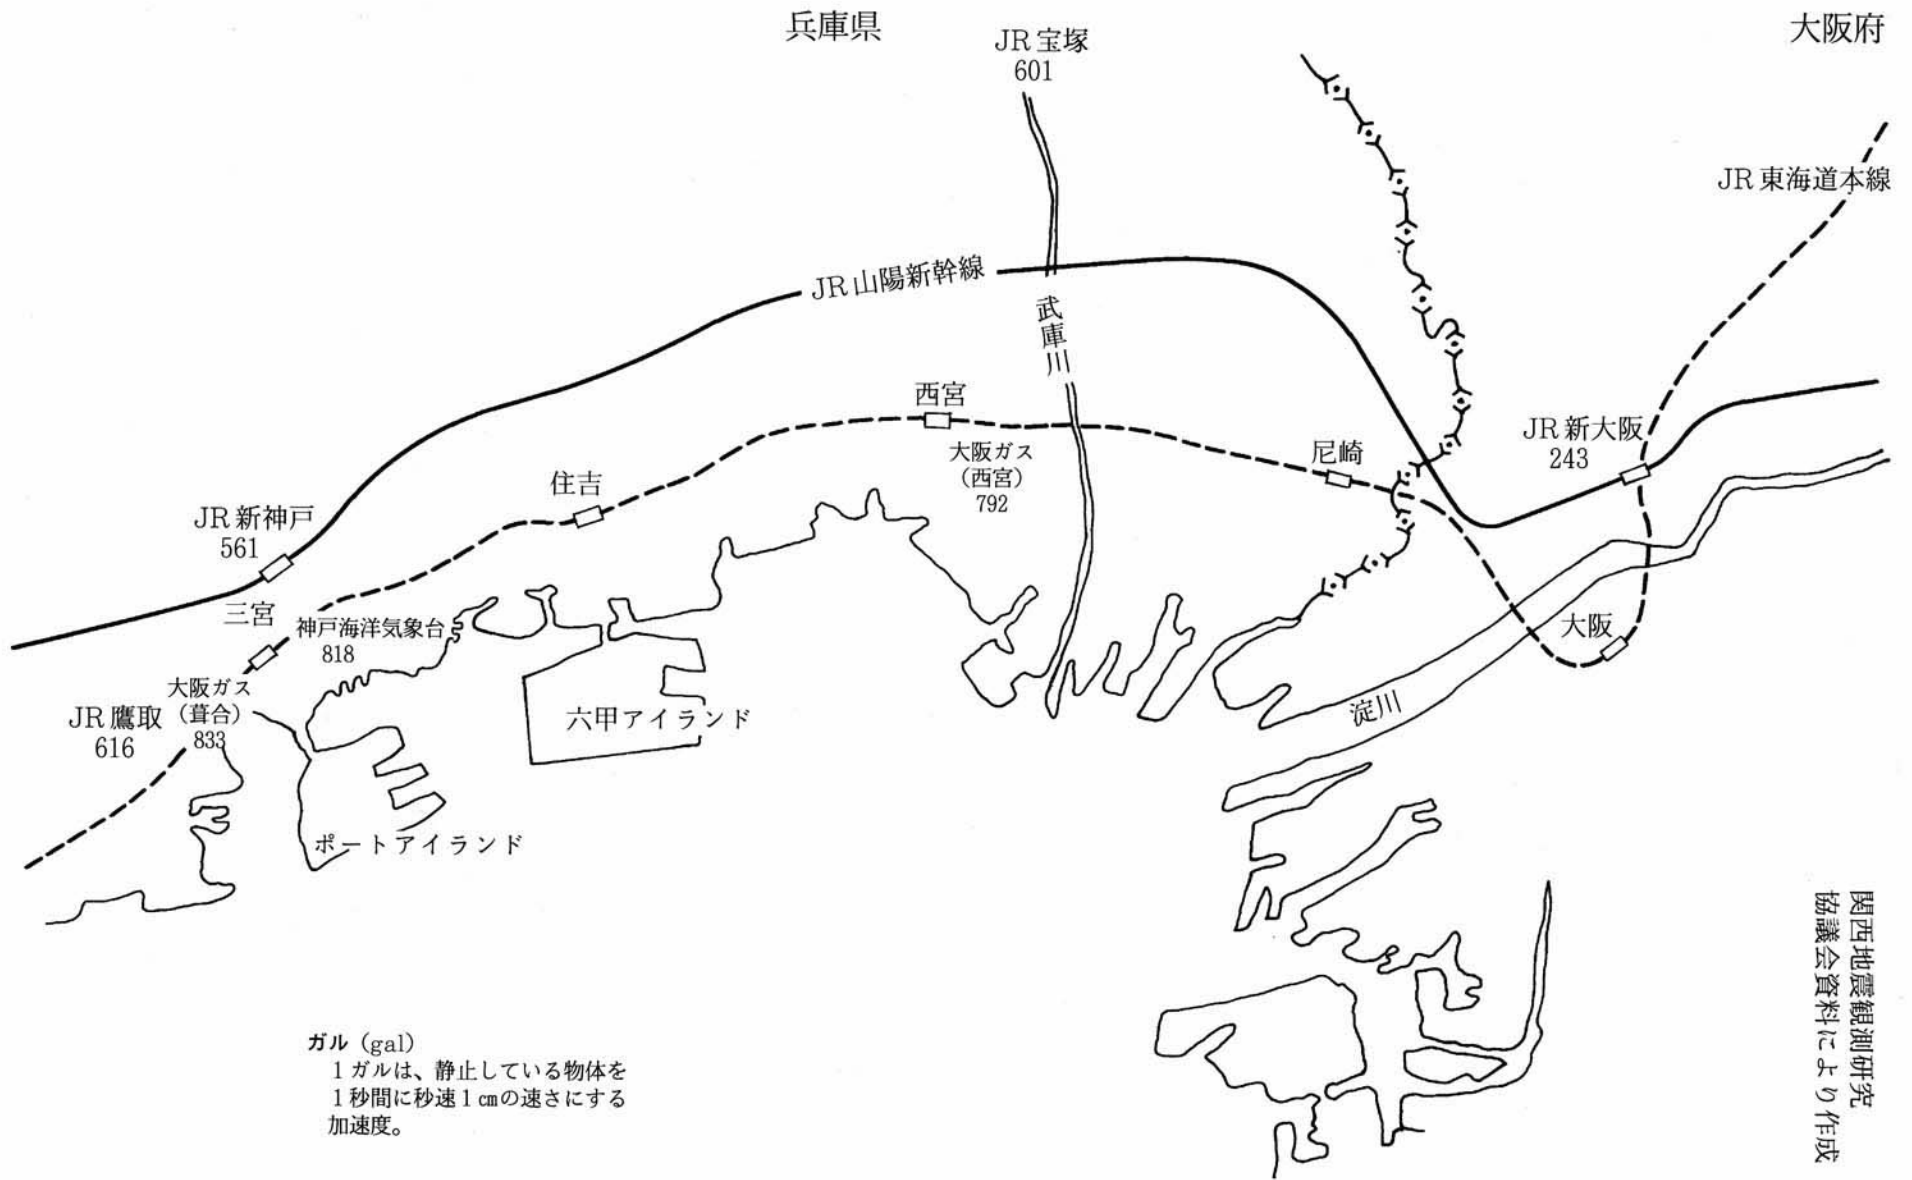 兵庫県
大阪府
JR宝塚
601
JR東海道本線
JR山陽新幹線
武庫川
西宮
大阪ガス
(西宮)
792
尼崎
JR新大阪
243
住吉
JR新神戸
561
三宮
神戸海洋気象台
818
大阪ガス
(葺合)
833
JR鷹取
616
六甲アイランド
ポートアイランド
大阪
淀川
ガル (gal)
1ガルは、静止している物体を
1秒間に秒速1㎝の速さにする
加速度。
関西地震観測研究
協議会資料により作成